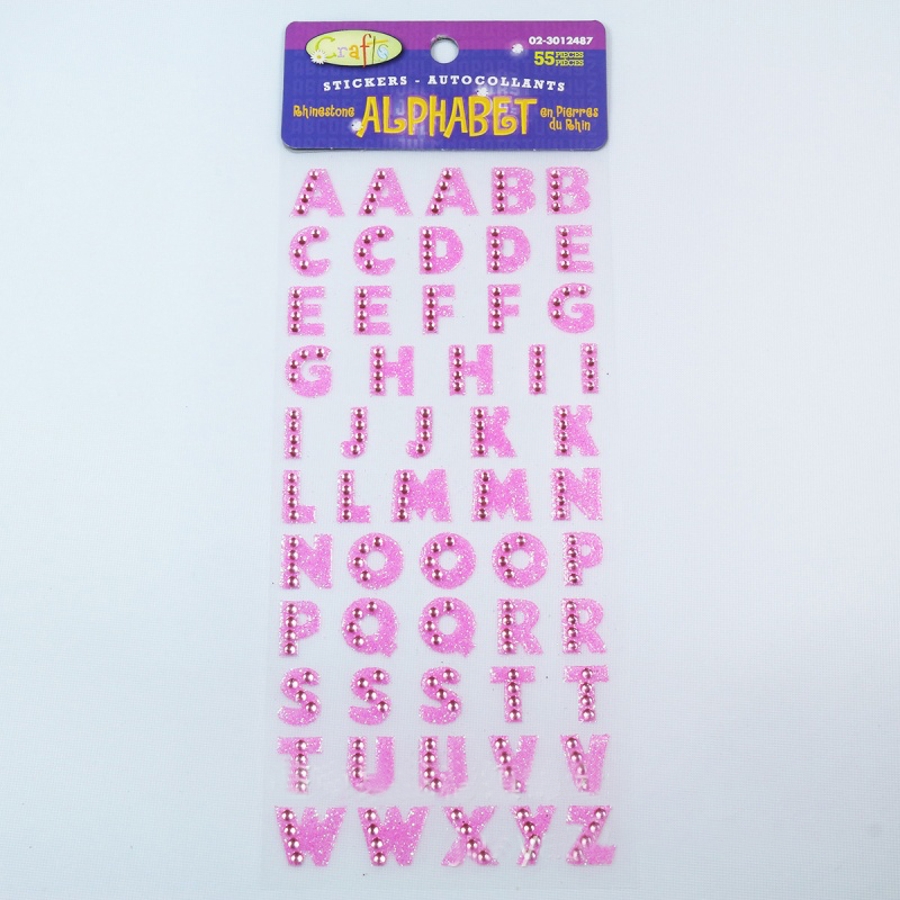 Crafts
02-3012487
55 PIECES
PIÈCES
STICKERS - AUTOCOLLANTS
Rhinestone ALPHABET en Pierres
du Rhin
A A A B B
C C D D E
E E F F G
G H H I I
I J J K K
L L M M N
N O O O P
P Q Q R R
S S S T T
T U U V V
W W X Y Z